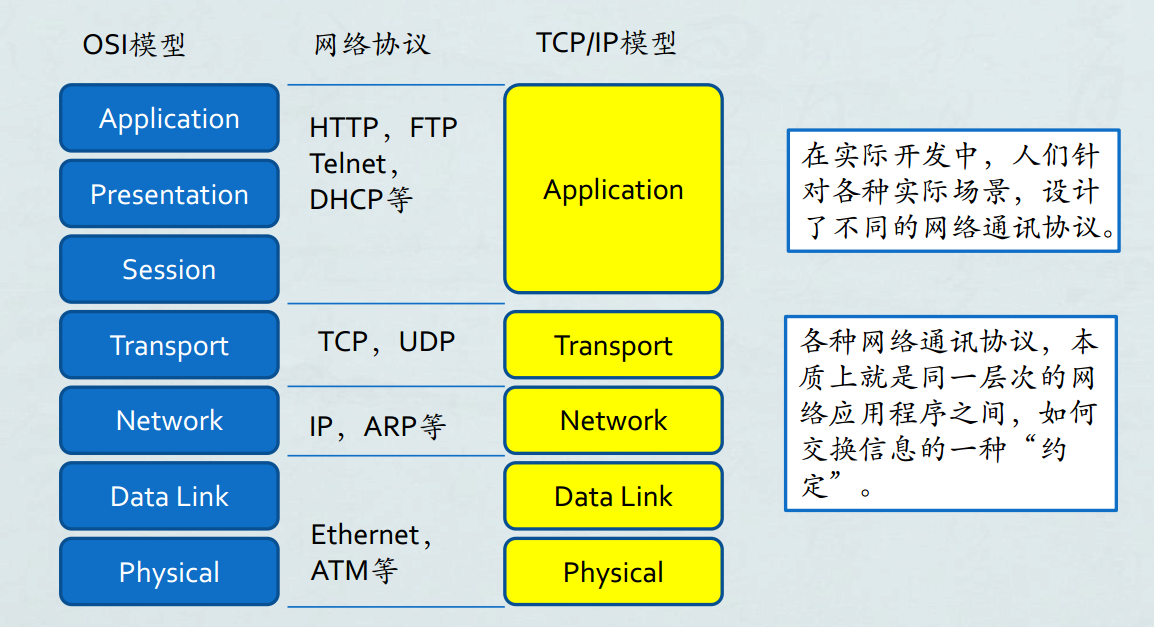 OSI模型
网络协议
TCP/IP模型
Application
Presentation
Session
Transport
Network
Data Link
Physical
HTTP，FTP
Telnet，
DHCP等
TCP，UDP
IP，ARP等
Ethernet，
ATM等
Application
Transport
Network
Data Link
Physical
在实际开发中，人们针
对各种实际场景，设计
了不同的网络通讯协议。
各种网络通讯协议，本
质上就是同一层次的网
络应用程序之间，如何
交换信息的一种“约
定”。